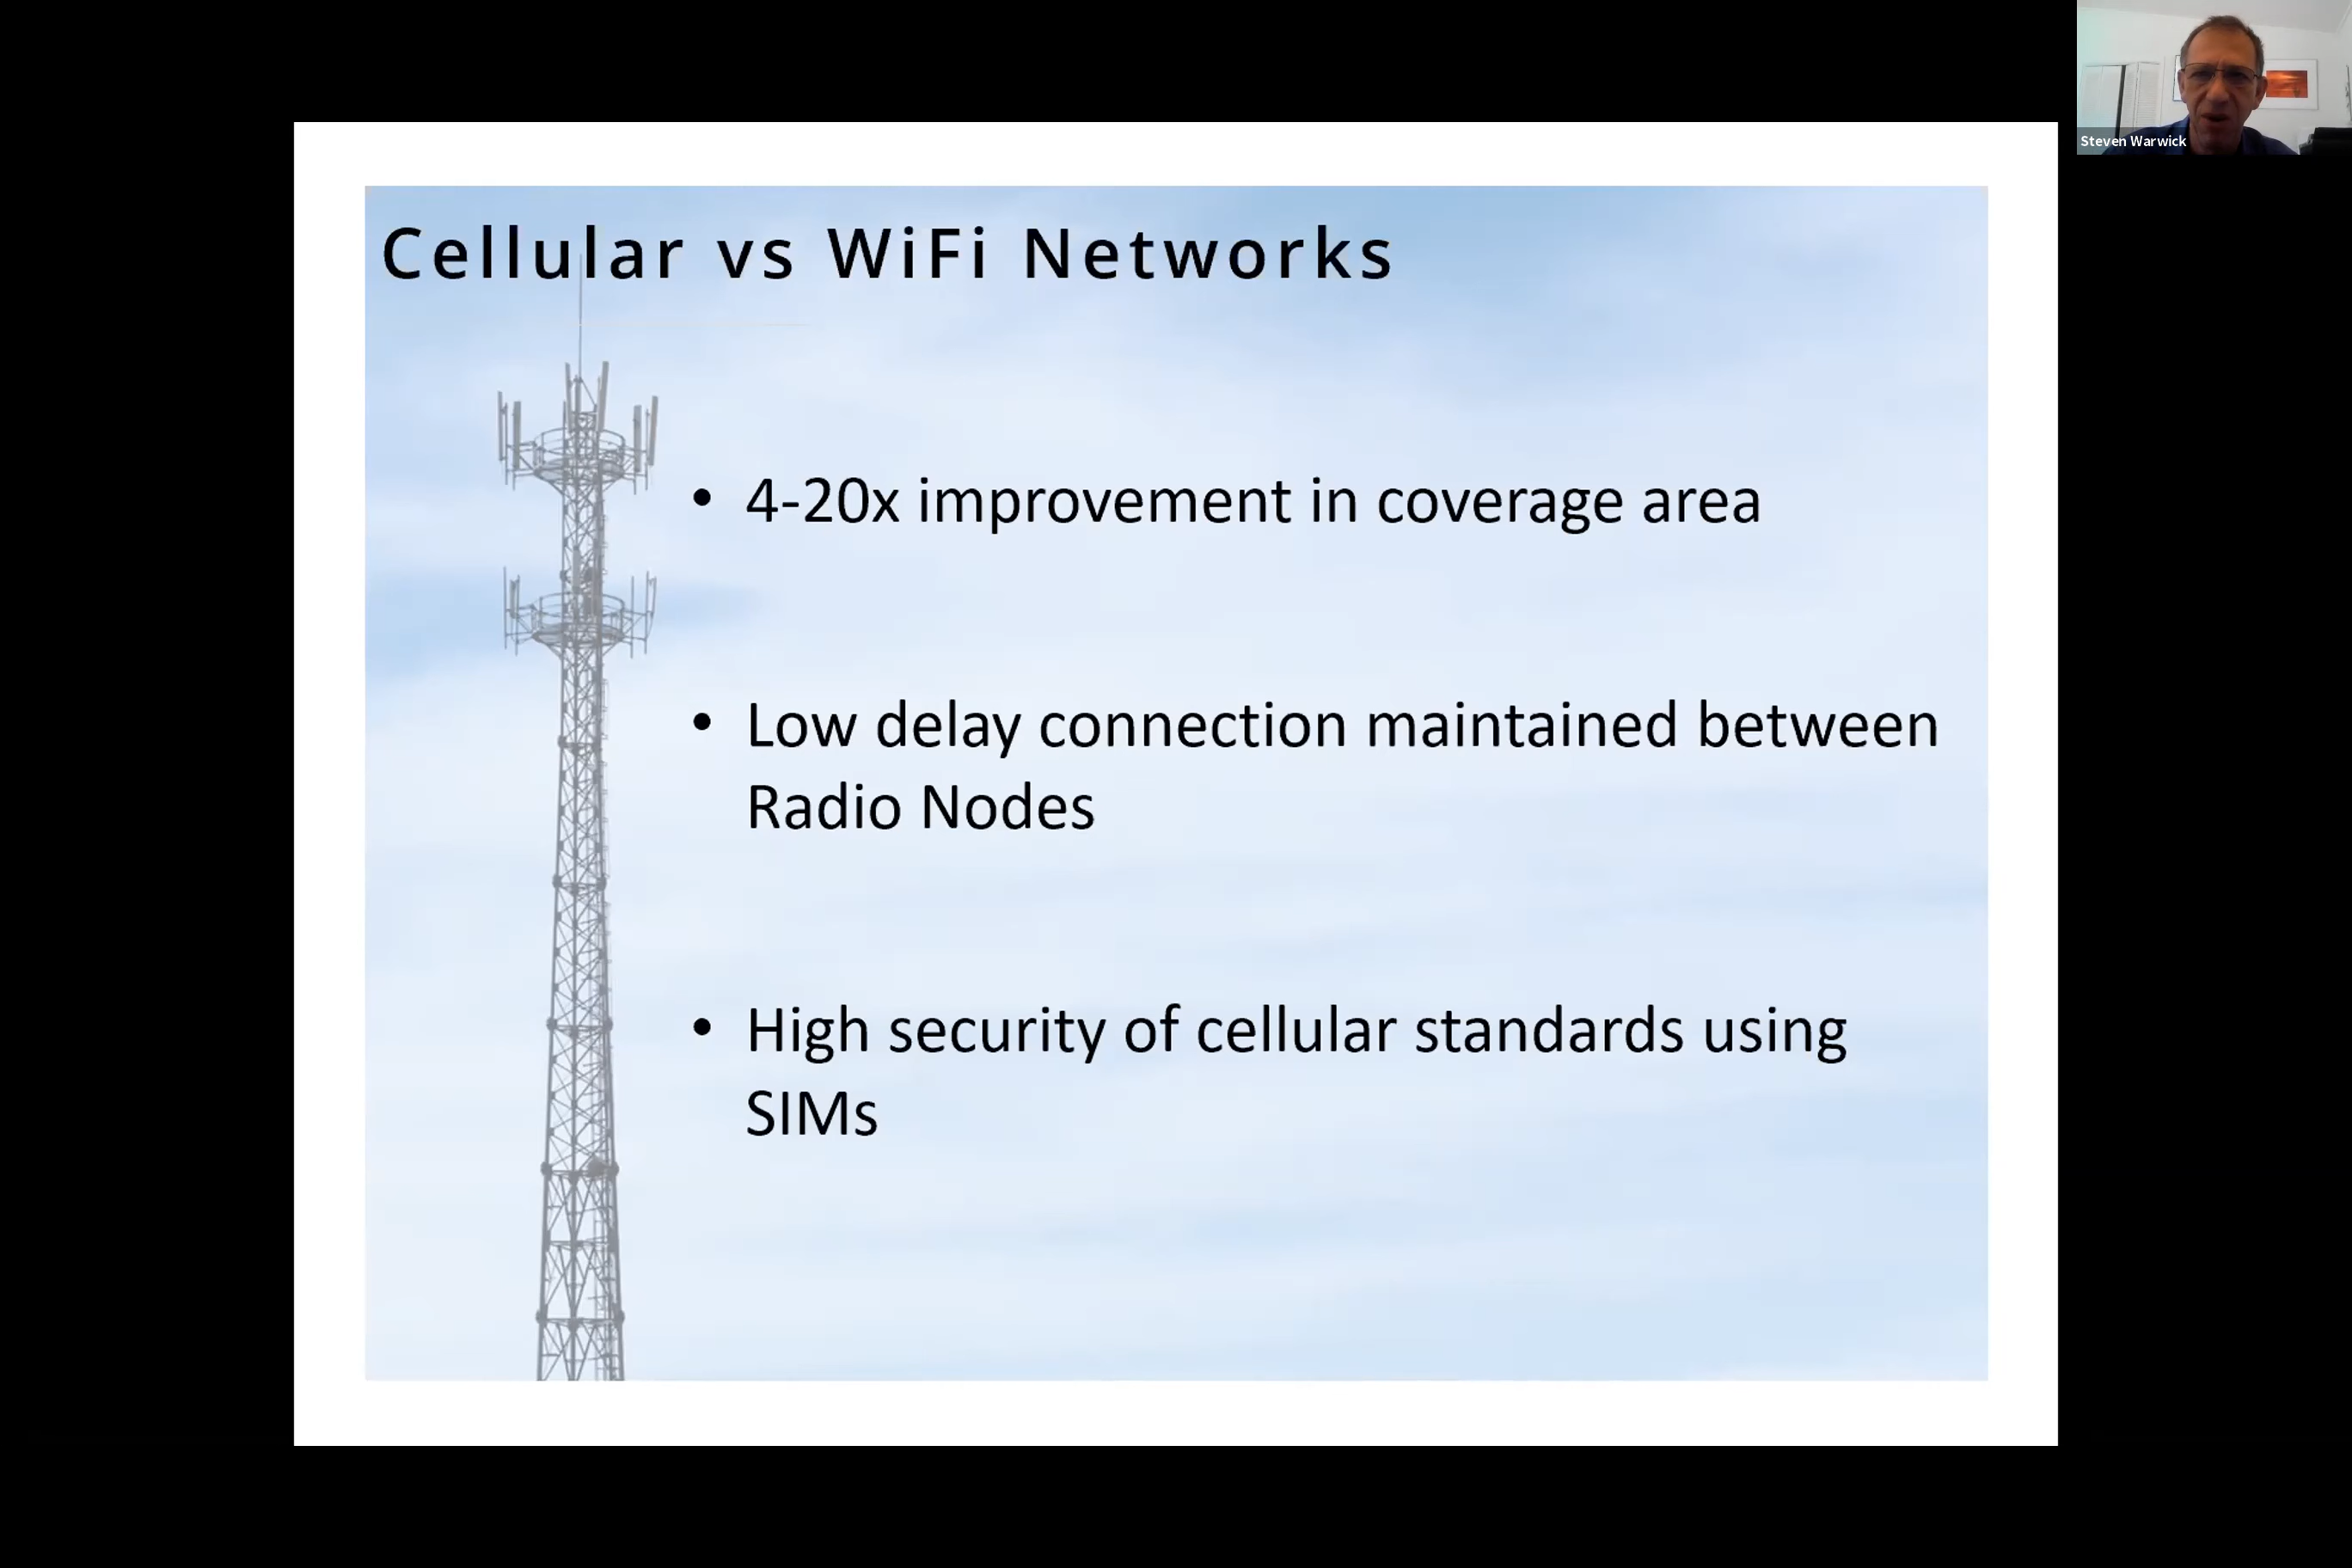 Steven Warwick
Cellular vs WiFi Networks
• 4-20x improvement in coverage area
• Low delay connection maintained between
Radio Nodes
• High security of cellular standards using
SIMs